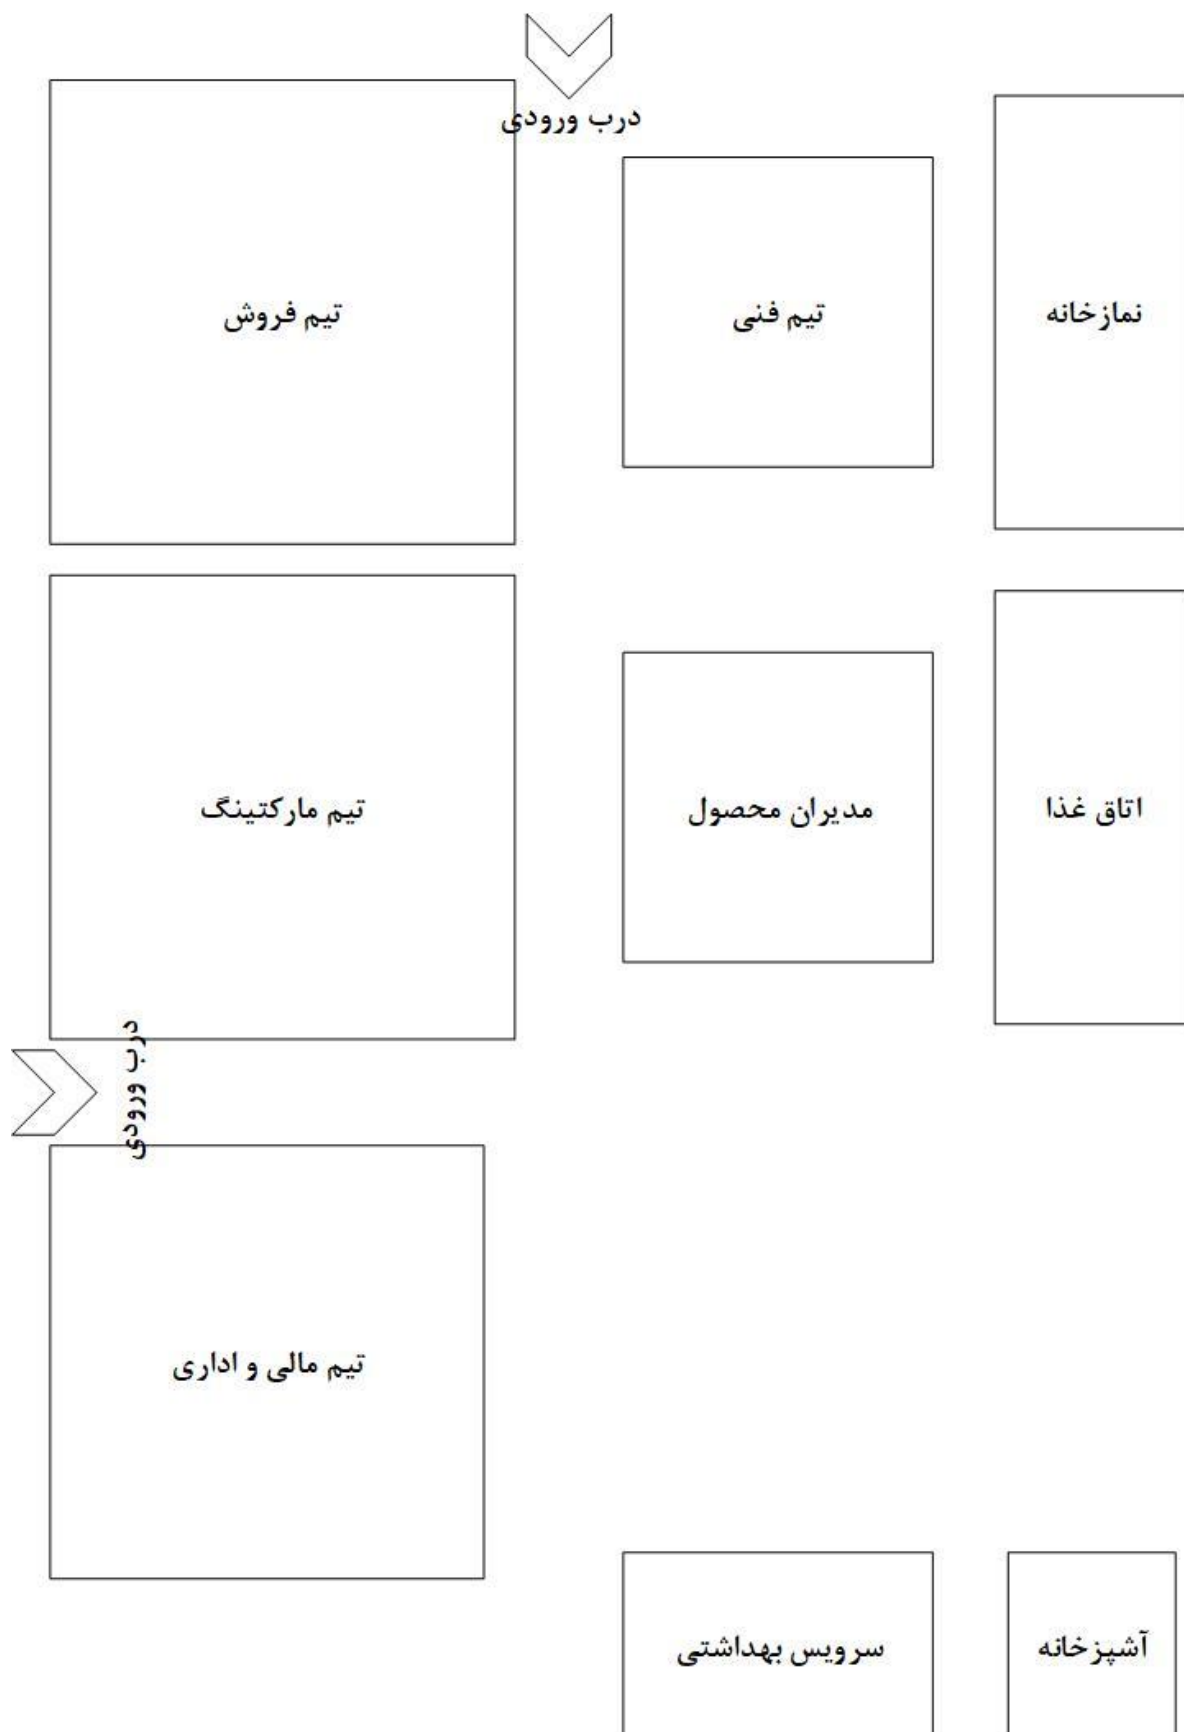 درب ورودی
نمازخانه
تیم فنی
تیم فروش
اتاق غذا
مدیران محصول
تیم مارکتینگ
درب ورودی
تیم مالی و اداری
آشپزخانه
سرویس بهداشتی